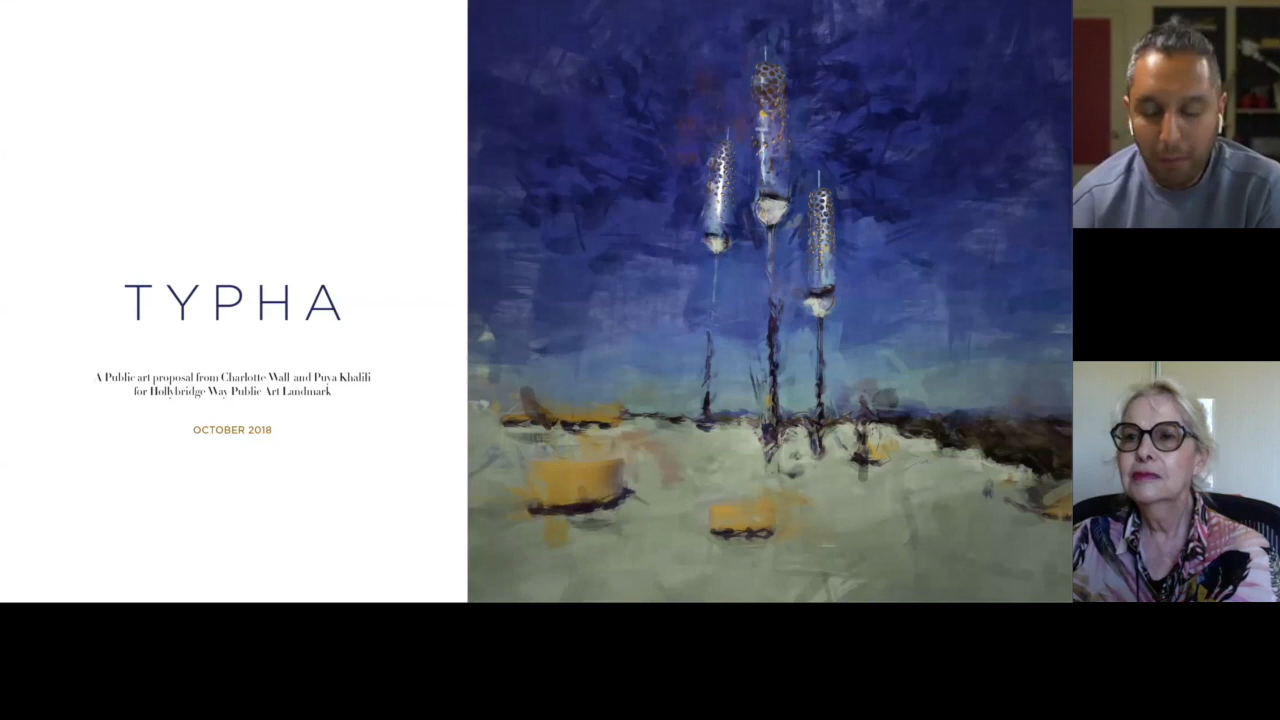 TYPHA
A Public art proposal from Charlotte Wall and Puya Khalili
for Hollybridge Way Public Art Landmark
OCTOBER 2018